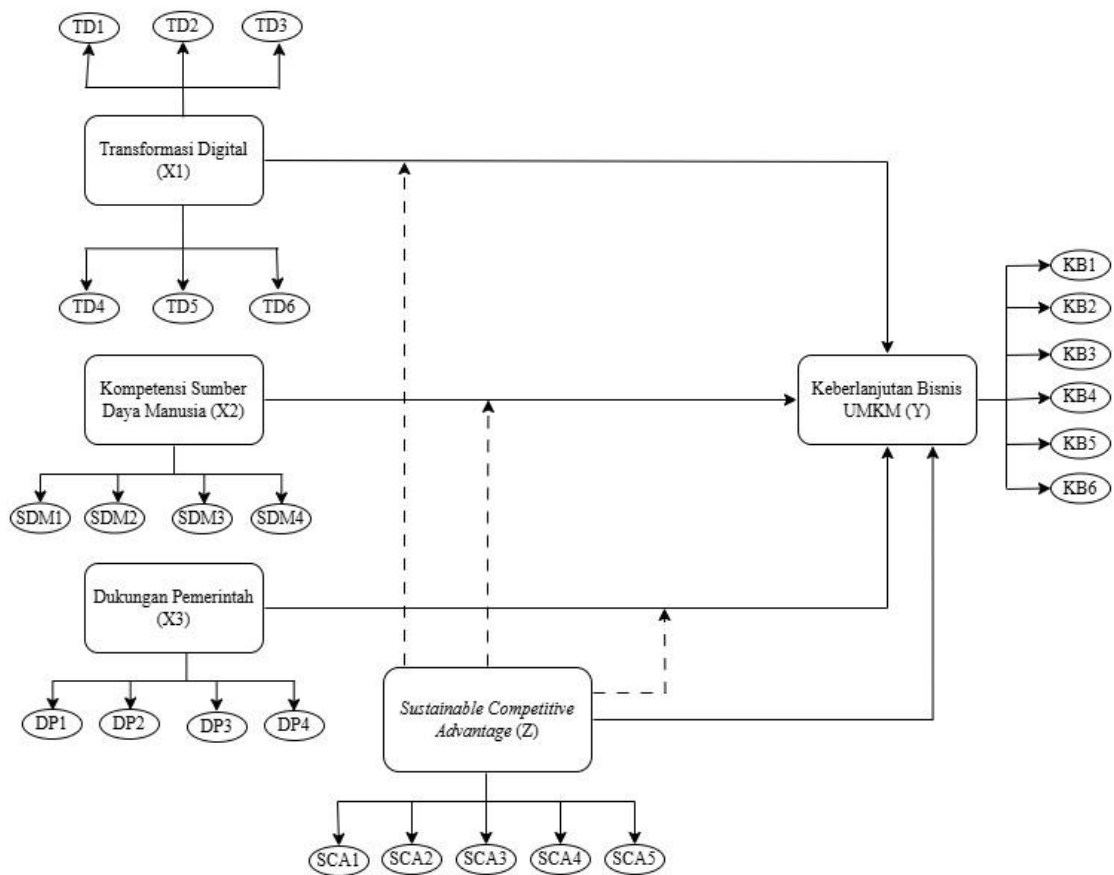 TD1
TD2
TD3
Transformasi Digital
(X1)
TD4
TD5
TD6
Kompetensi Sumber
Daya Manusia (X2)
SDM1
SDM2
SDM3
SDM4
Dukungan Pemerintah
(X3)
DP1
DP2
DP3
DP4
Sustainable Competitive
Advantage (Z)
SCA1
SCA2
SCA3
SCA4
SCA5
Keberlanjutan Bisnis
UMKM (Y)
KB1
KB2
KB3
KB4
KB5
KB6